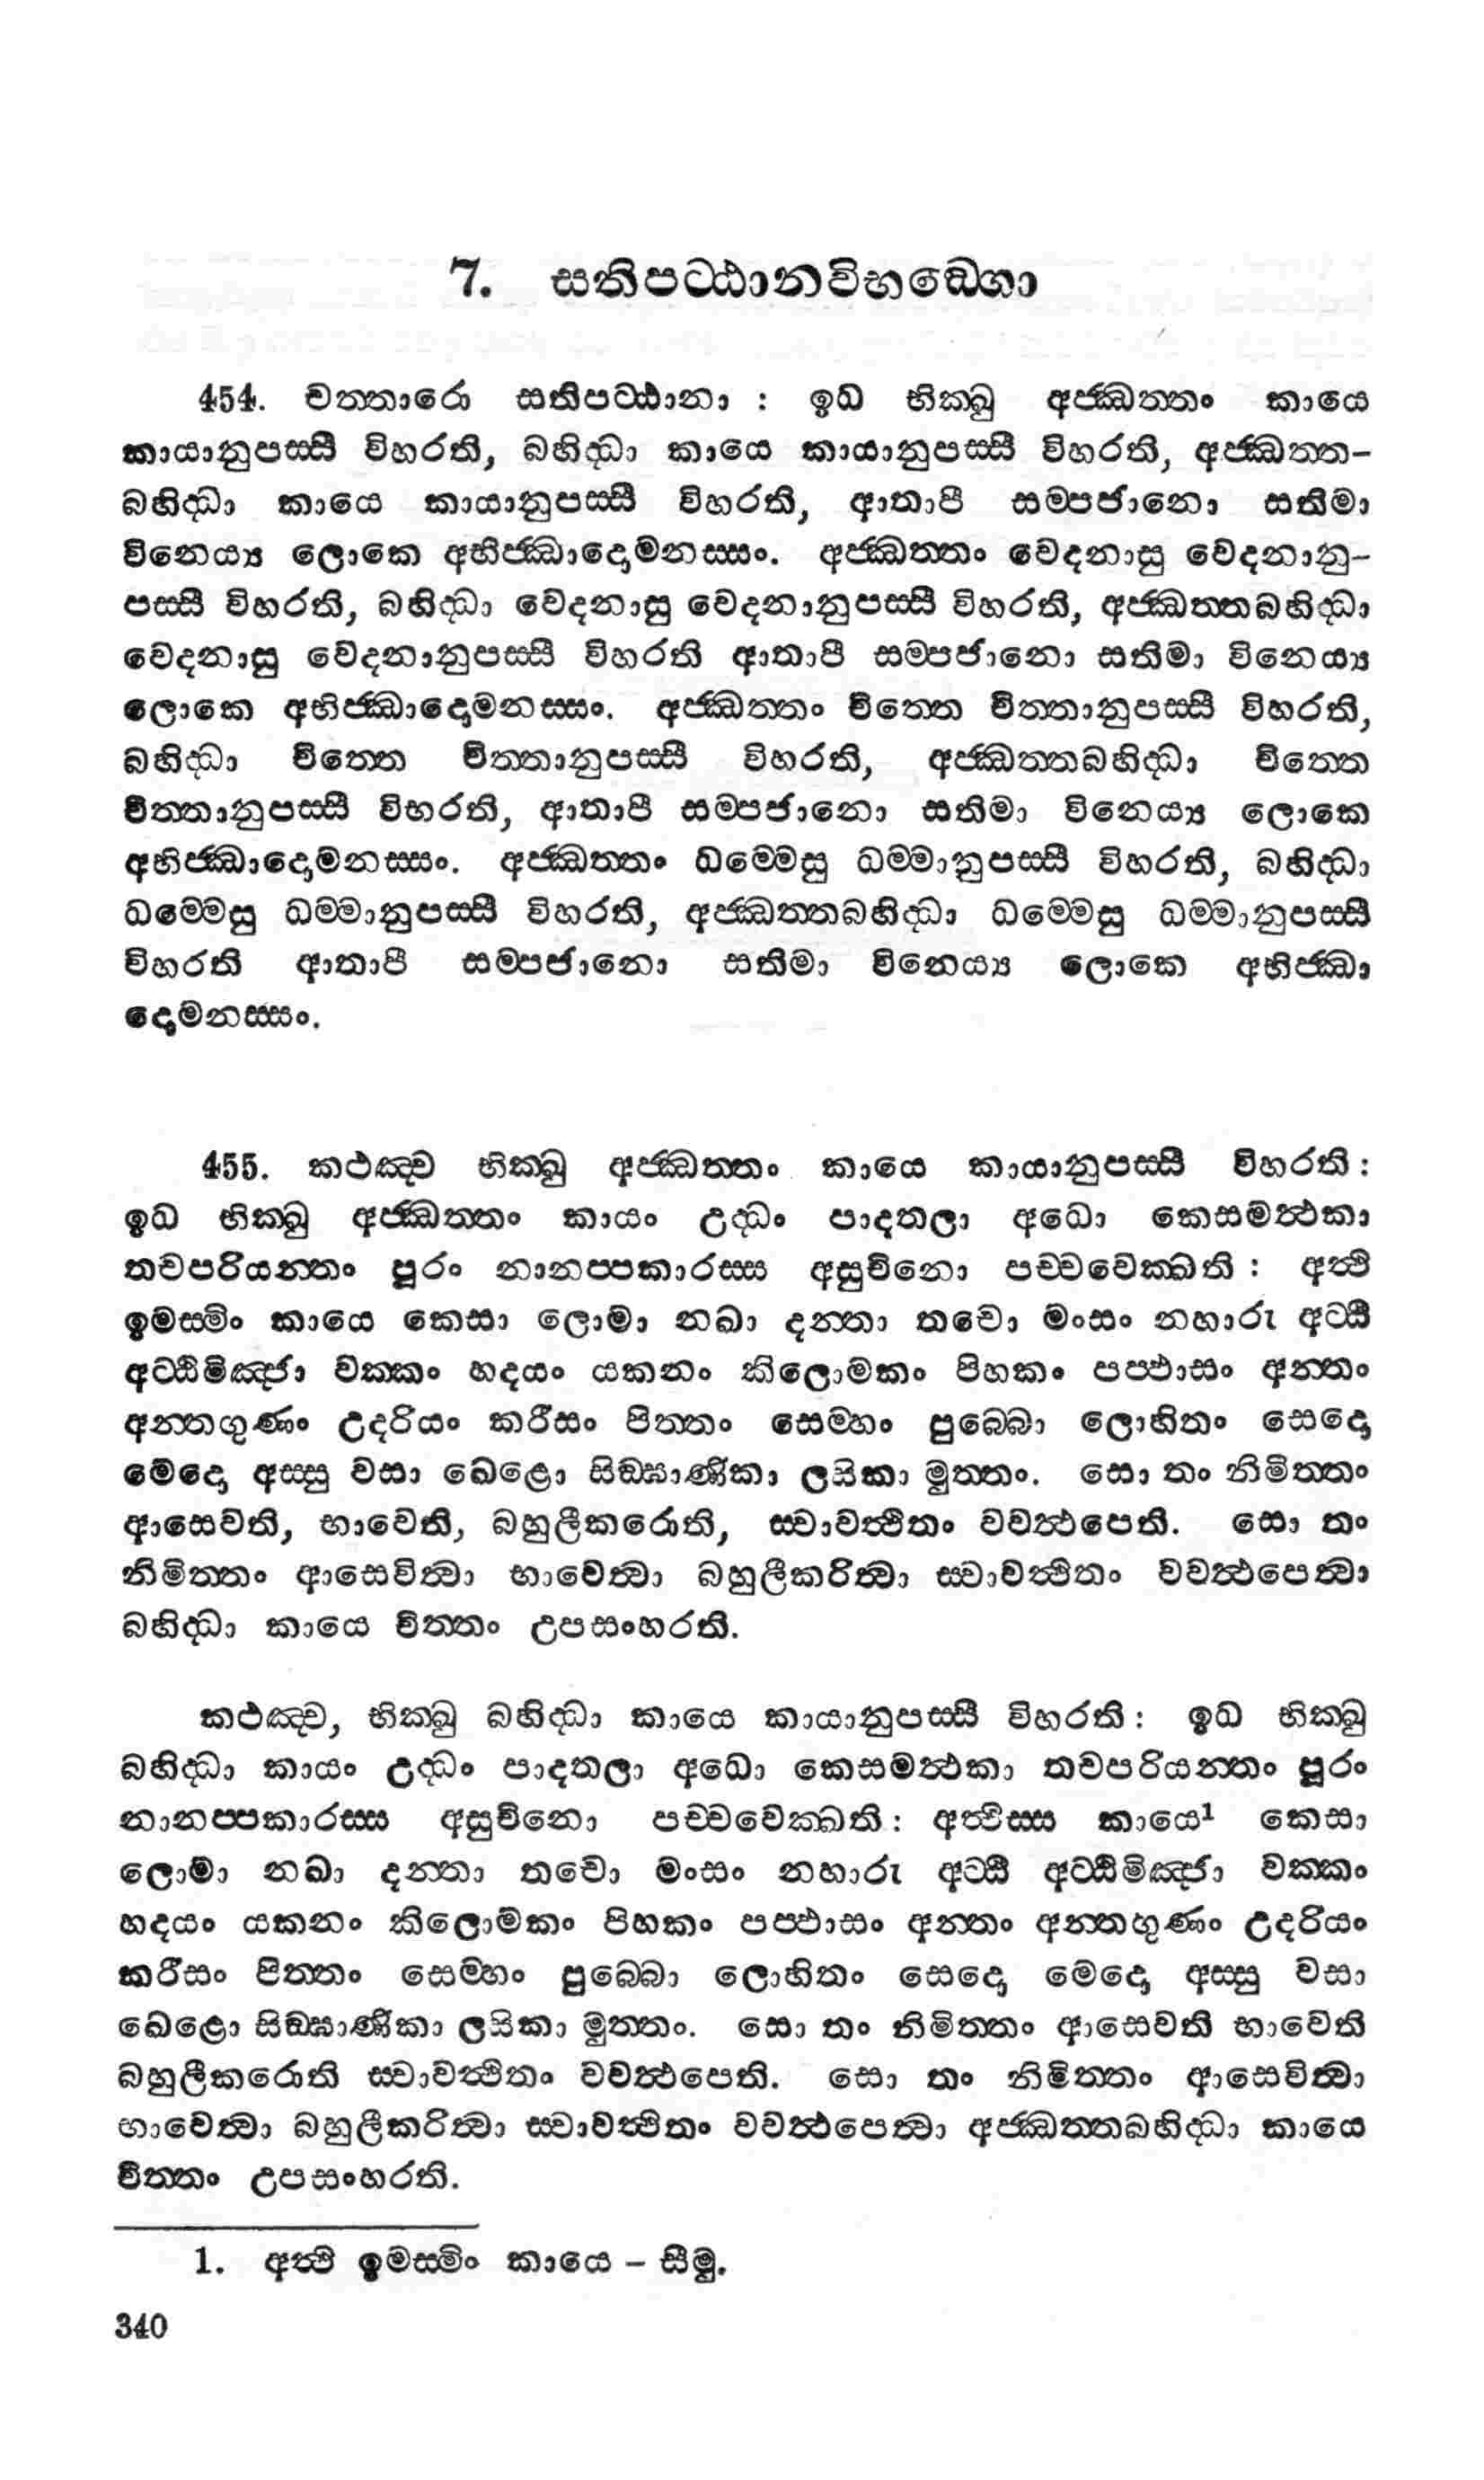 7. සතිපට්ඨානවිභඞ්ගො
454. චත්තාරො සතිපට්ඨානා : ඉධ භික්ඛු අජ්ඣත්තං කායෙ
කායානුපස්සී විහරති, බහිද්ධා කායෙ කායානුපස්සී විහරති, අජ්ඣත්ත-
බහිද්ධා කායෙ කායානුපස්සී විහරති, ආතාපී සම්පජානො සතිමා
විනෙය්‍ය ලොකෙ අභිජ්ඣාදොමනස්සං. අජ්ඣත්තං වෙදනාසු වෙදනානු-
පස්සී විහරති, බහිද්ධා වෙදනාසු වෙදනානුපස්සී විහරති, අජ්ඣත්තබහිද්ධා
වෙදනාසු වෙදනානුපස්සී විහරති ආතාපී සම්පජානො සතිමා විනෙය්‍ය
ලොකෙ අභිජ්ඣාදොමනස්සං. අජ්ඣත්තං චිත්තෙ චිත්තානුපස්සී විහරති,
බහිද්ධා චිත්තෙ චිත්තානුපස්සී විහරති, අජ්ඣත්තබහිද්ධා චිත්තෙ
චිත්තානුපස්සී විහරති, ආතාපී සම්පජානො සතිමා විනෙය්‍ය ලොකෙ
අභිජ්ඣාදොමනස්සං. අජ්ඣත්තං ධම්මෙසු ධම්මානුපස්සී විහරති, බහිද්ධා
ධම්මෙසු ධම්මානුපස්සී විහරති, අජ්ඣත්තබහිද්ධා ධම්මෙසු ධම්මානුපස්සී
විහරති ආතාපී සම්පජානො සතිමා විනෙය්‍ය ලොකෙ අභිජ්ඣා
දොමනස්සං.
455. කථඤ්ච භික්ඛු අජ්ඣත්තං කායෙ කායානුපස්සී විහරති :
ඉධ භික්ඛු අජ්ඣත්තං කායං උද්ධං පාදතලා අධො කෙසමත්ථකා
තචපරියන්තං පූරං නානප්පකාරස්ස අසුචිනො පච්චවෙක්ඛති : අත්ථි
ඉමස්මිං කායෙ කෙසා ලොමා නඛා දන්තා තචො මංසං නහාරු අට්ඨී
අට්ඨිමිඤ්ජා වක්කං හදයං යකනං කිලොමකං පිහකං පප්ඵාසං අන්තං
අන්තගුණං උදරියං කරීසං පිත්තං සෙම්හං පුබ්බො ලොහිතං සෙදො
මෙදො අස්සු වසා ඛෙළො සිඞ්ඝාණිකා ලසිකා මුත්තං. සො තං නිමිත්තං
ආසෙවති, භාවෙති, බහුලීකරොති, ස්වාවත්ථිතං වවත්ථපෙති. සො තං
නිමිත්තං ආසෙවිත්වා භාවෙත්වා බහුලීකරිත්වා ස්වාවත්ථිතං වවත්ථපෙත්වා
බහිද්ධා කායෙ චිත්තං උපසංහරති.
කථඤ්ච, භික්ඛු බහිද්ධා කායෙ කායානුපස්සී විහරති : ඉධ භික්ඛු
බහිද්ධා කායං උද්ධං පාදතලා අධො කෙසමත්ථකා තචපරියන්තං පූරං
නානප්පකාරස්ස අසුචිනො පච්චවෙක්ඛති : අත්ථිස්ස කායෙ¹ කෙසා
ලොමා නඛා දන්තා තචො මංසං නහාරු අට්ඨී අට්ඨිමිඤ්ජා වක්කං
හදයං යකනං කිලොමකං පිහකං පප්ඵාසං අන්තං අන්තගුණං උදරියං
කරීසං පිත්තං සෙම්හං පුබ්බො ලොහිතං සෙදො මෙදො අස්සු වසා
ඛෙළො සිඞ්ඝාණිකා ලසිකා මුත්තං. සො තං නිමිත්තං ආසෙවති භාවෙති
බහුලීකරොති ස්වාවත්ථිතං වවත්ථපෙති. සො තං නිමිත්තං ආසෙවිත්වා
භාවෙත්වා බහුලීකරිත්වා ස්වාවත්ථිතං වවත්ථපෙත්වා අජ්ඣත්තබහිද්ධා කායෙ
චිත්තං උපසංහරති.
1. අත්ථි ඉමස්මිං කායෙ – සීමු.
340